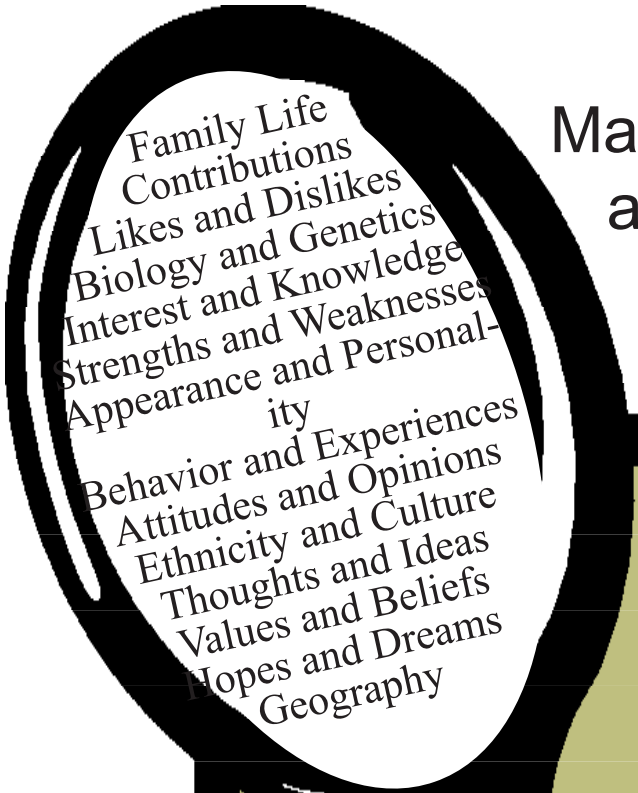 Family Life
Contributions
Likes and Dislikes
Biology and Genetics
Interest and Knowledge
Strengths and Weaknesses
Appearance and Personal-
ity
Behavior and Experiences
Attitudes and Opinions
Ethnicity and Culture
Thoughts and Ideas
Values and Beliefs
Hopes and Dreams
Geography
Ma
a